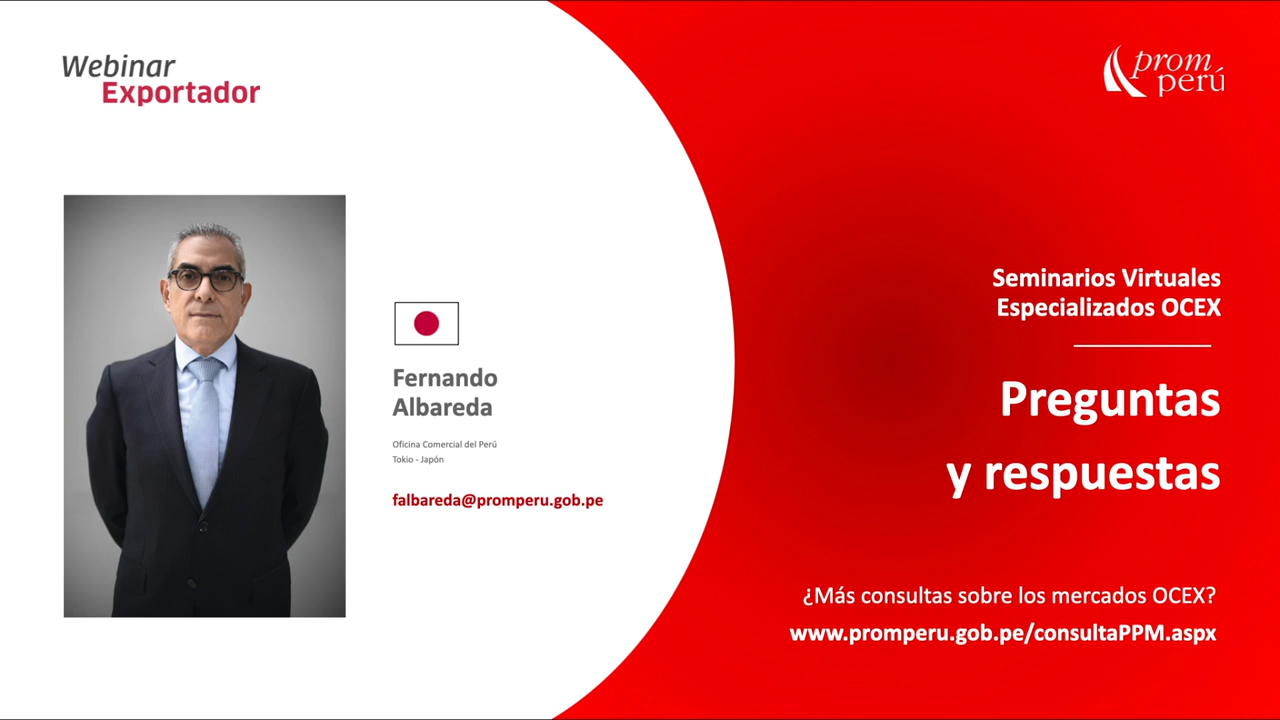 Webinar
Exportador
prom
perú
Fernando
Albareda
Oficina Comercial del Perú
Tokio - Japón
falbareda@promperu.gob.pe
Seminarios Virtuales
Especializados OCEX
Preguntas
y respuestas
¿Más consultas sobre los mercados OCEX?
www.promperu.gob.pe/consultaPPM.aspx